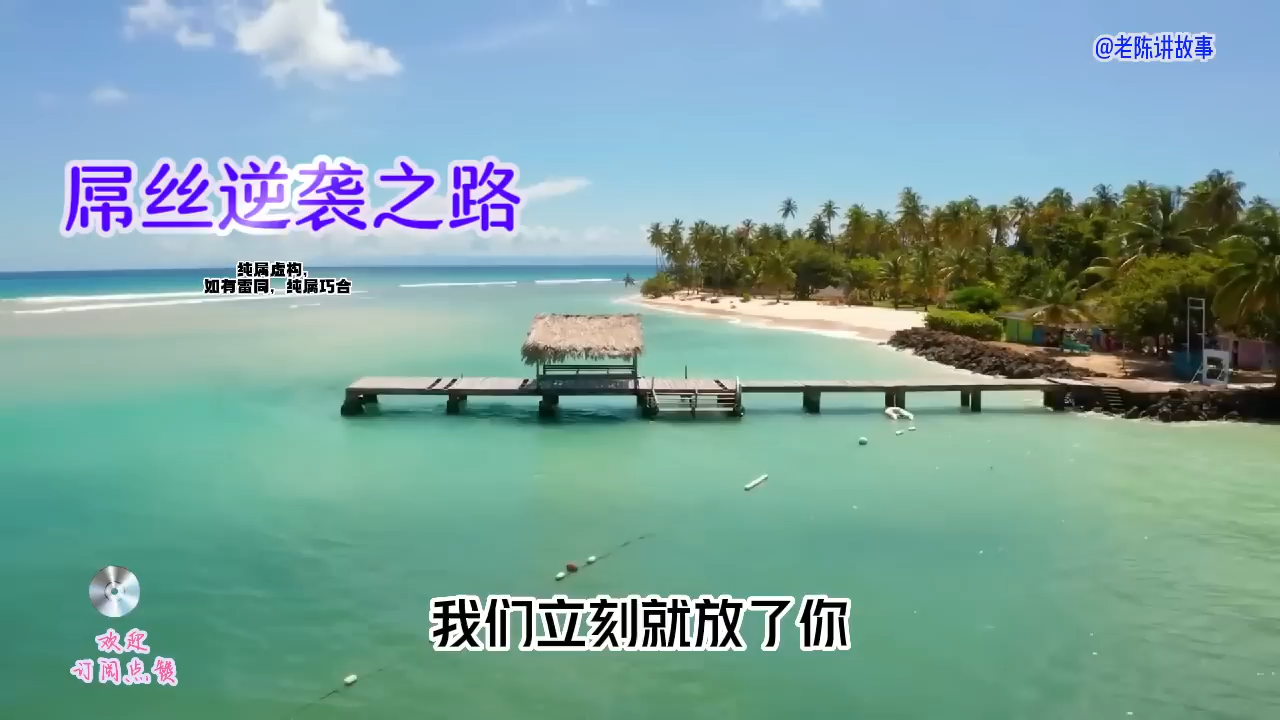 @老陈讲故事
屌丝逆袭之路
纯属虚构,
如有雷同, 纯属巧合
我们立刻就放了你
欢迎
订阅点赞